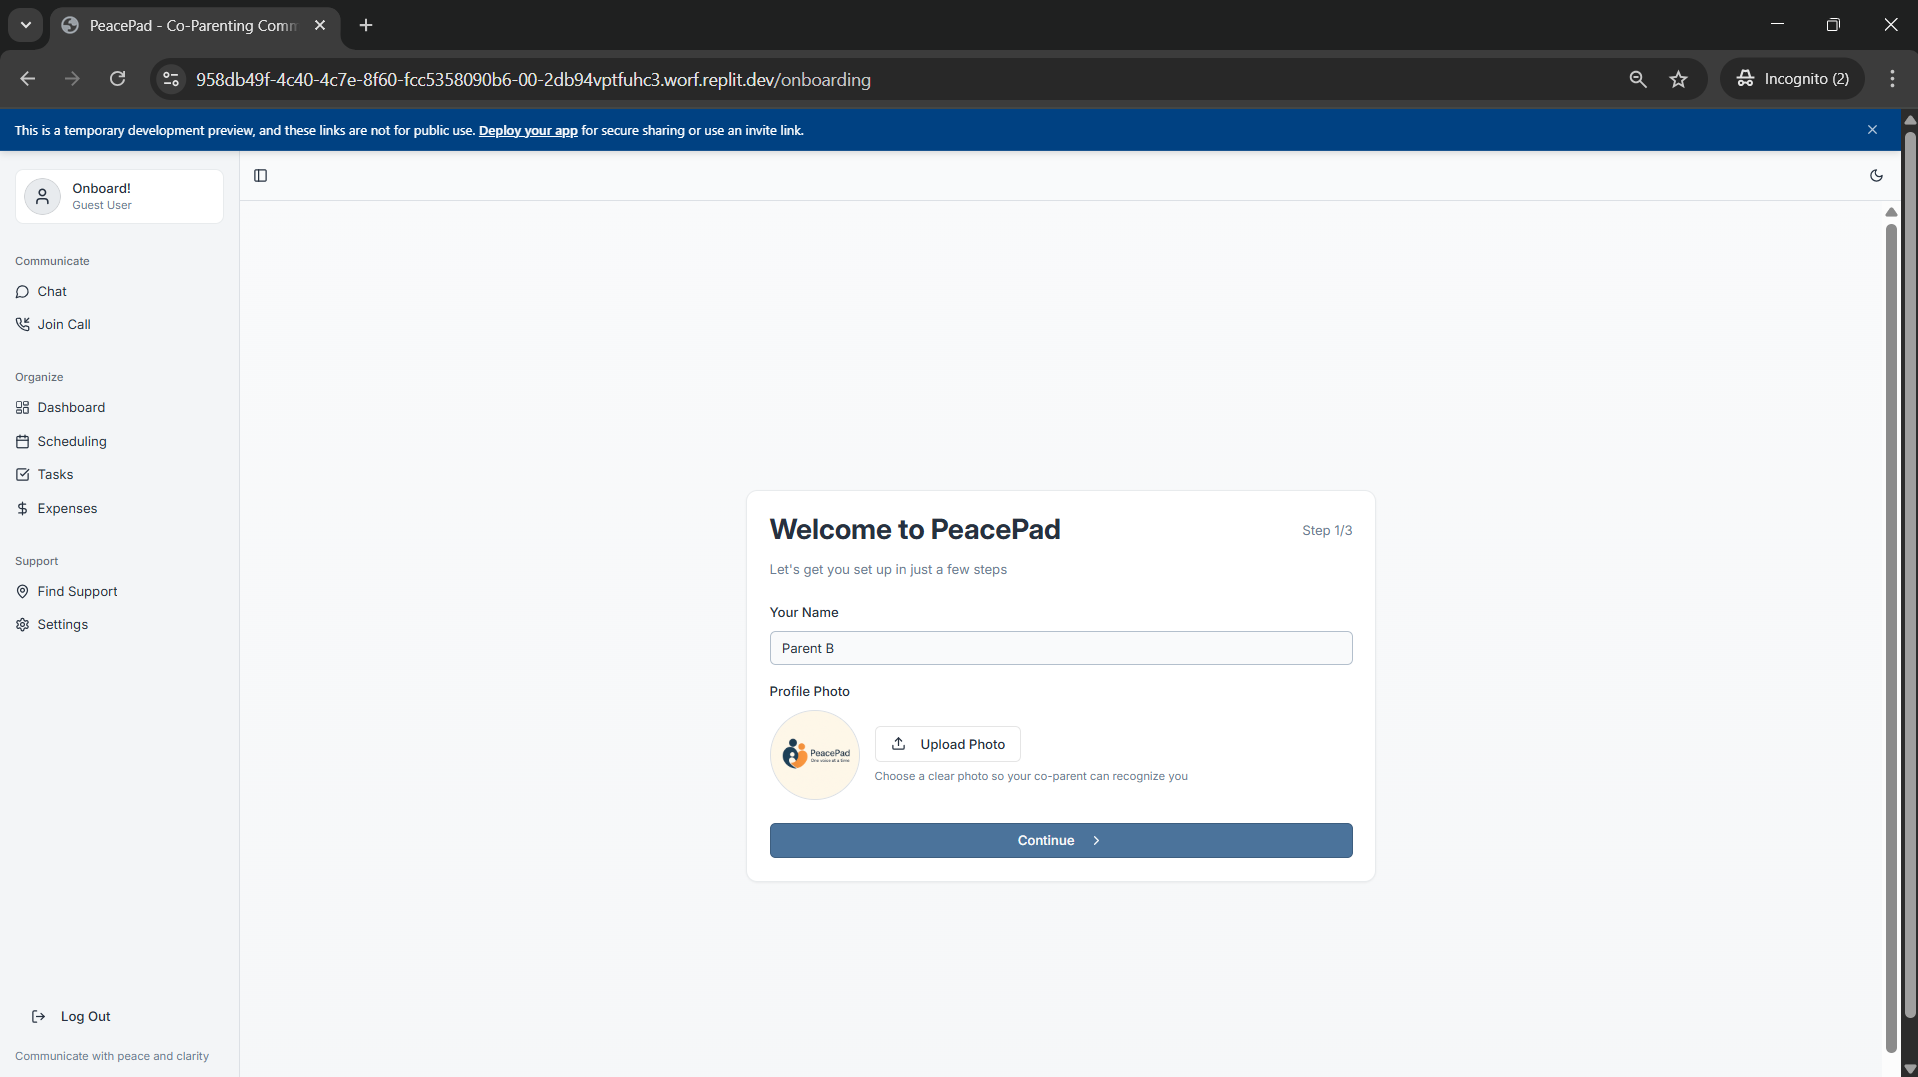 PeacePad - Co-Parenting Comm
958db49f-4c40-4c7e-8f60-fcc5358090b6-00-2db94vptfuhc3.worf.replit.dev/onboarding
Incognito (2)
This is a temporary development preview, and these links are not for public use. Deploy your app for secure sharing or use an invite link.
Onboard!
Guest User
Communicate
Chat
Join Call
Organize
Dashboard
Scheduling
Tasks
Expenses
Support
Find Support
Settings
Log Out
Communicate with peace and clarity
Welcome to PeacePad
Step 1/3
Let's get you set up in just a few steps
Your Name
Parent B
Profile Photo
PeacePad
One voice at a time
Upload Photo
Choose a clear photo so your co-parent can recognize you
Continue